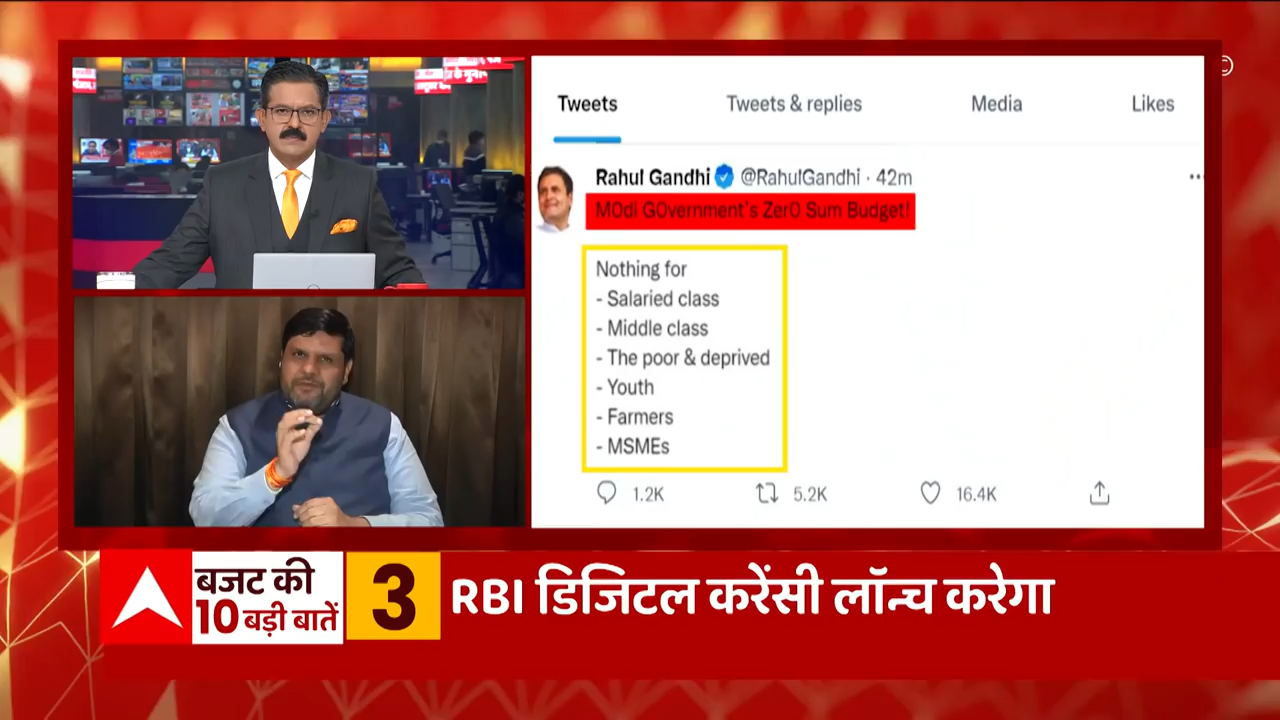 Tweets Tweets & replies Media Likes
Rahul Gandhi @RahulGandhi · 42m
M0di G0vernment's Zer0 Sum Budget!
Nothing for
- Salaried class
- Middle class
- The poor & deprived
- Youth
- Farmers
- MSMEs
1.2K 5.2K 16.4K
बजट की
10 बड़ी बातें
3
RBI डिजिटल करेंसी लॉन्च करेगा